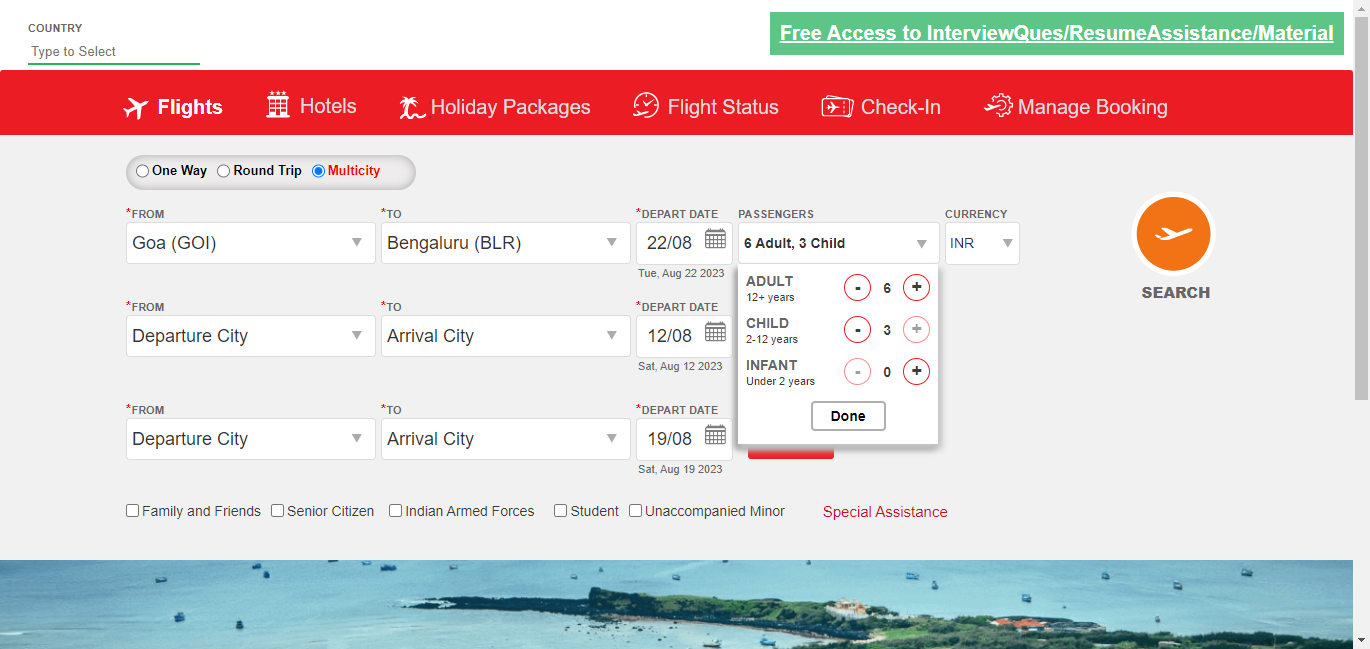 COUNTRY
Type to Select
Free Access to InterviewQues/ResumeAssistance/Material
Flights Hotels Holiday Packages Flight Status Check-In Manage Booking
One Way Round Trip Multicity
*FROM *TO *DEPART DATE PASSENGERS CURRENCY
Goa (GOI) Bengaluru (BLR) 22/08 6 Adult, 3 Child INR
Tue, Aug 22 2023
ADULT - 6 +
12+ years
SEARCH
*FROM *TO *DEPART DATE
Departure City Arrival City 12/08
Sat, Aug 12 2023
CHILD - 3 +
2-12 years
INFANT - 0 +
Under 2 years
Done
*FROM *TO *DEPART DATE
Departure City Arrival City 19/08
Sat, Aug 19 2023
Family and Friends Senior Citizen Indian Armed Forces Student Unaccompanied Minor Special Assistance